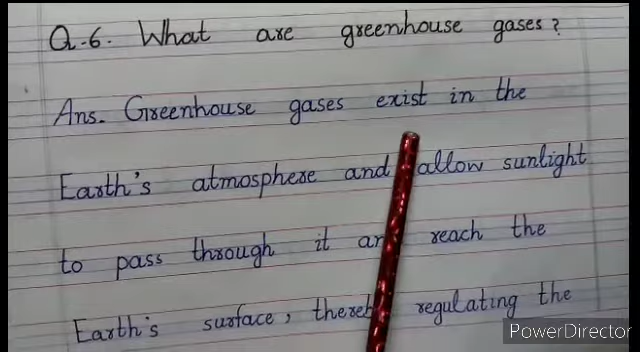 Q.6. What are greenhouse gases?
Ans. Greenhouse gases exist in the
Earth's atmosphere and allow sunlight
to pass through it reach the
Earth's surface, regulating the
PowerDirector